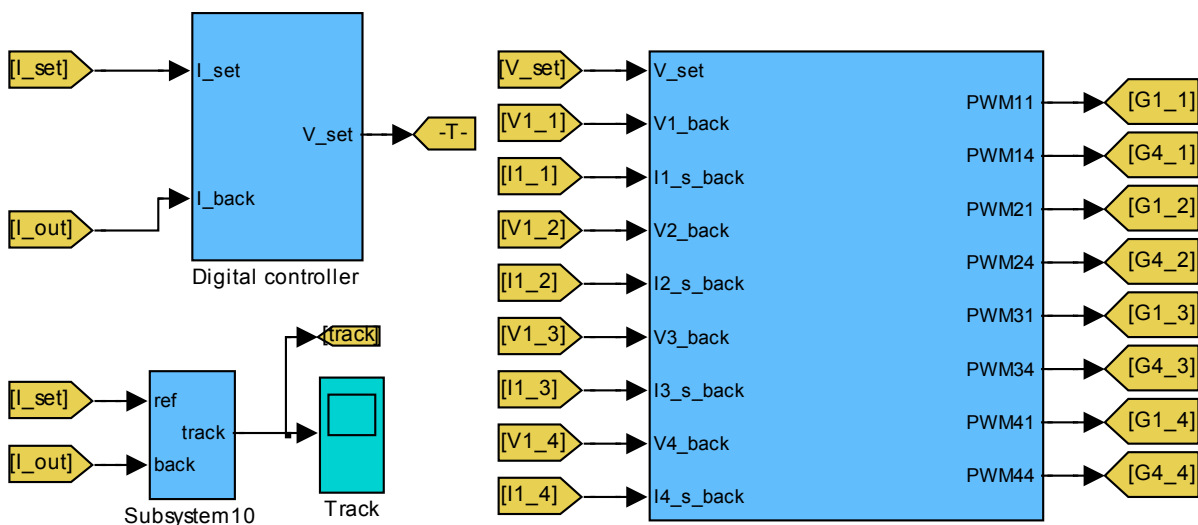 [I_set]
I_set
V_set
-T-
[I_out]
I_back
Digital controller
[track]
[I_set]
ref
track
[I_out]
back
Subsystem10
Track
[V_set]
V_set
[V1_1]
V1_back
[I1_1]
I1_s_back
[V1_2]
V2_back
[I1_2]
I2_s_back
[V1_3]
V3_back
[I1_3]
I3_s_back
[V1_4]
V4_back
[I1_4]
I4_s_back
PWM11
[G1_1]
PWM14
[G4_1]
PWM21
[G1_2]
PWM24
[G4_2]
PWM31
[G1_3]
PWM34
[G4_3]
PWM41
[G1_4]
PWM44
[G4_4]